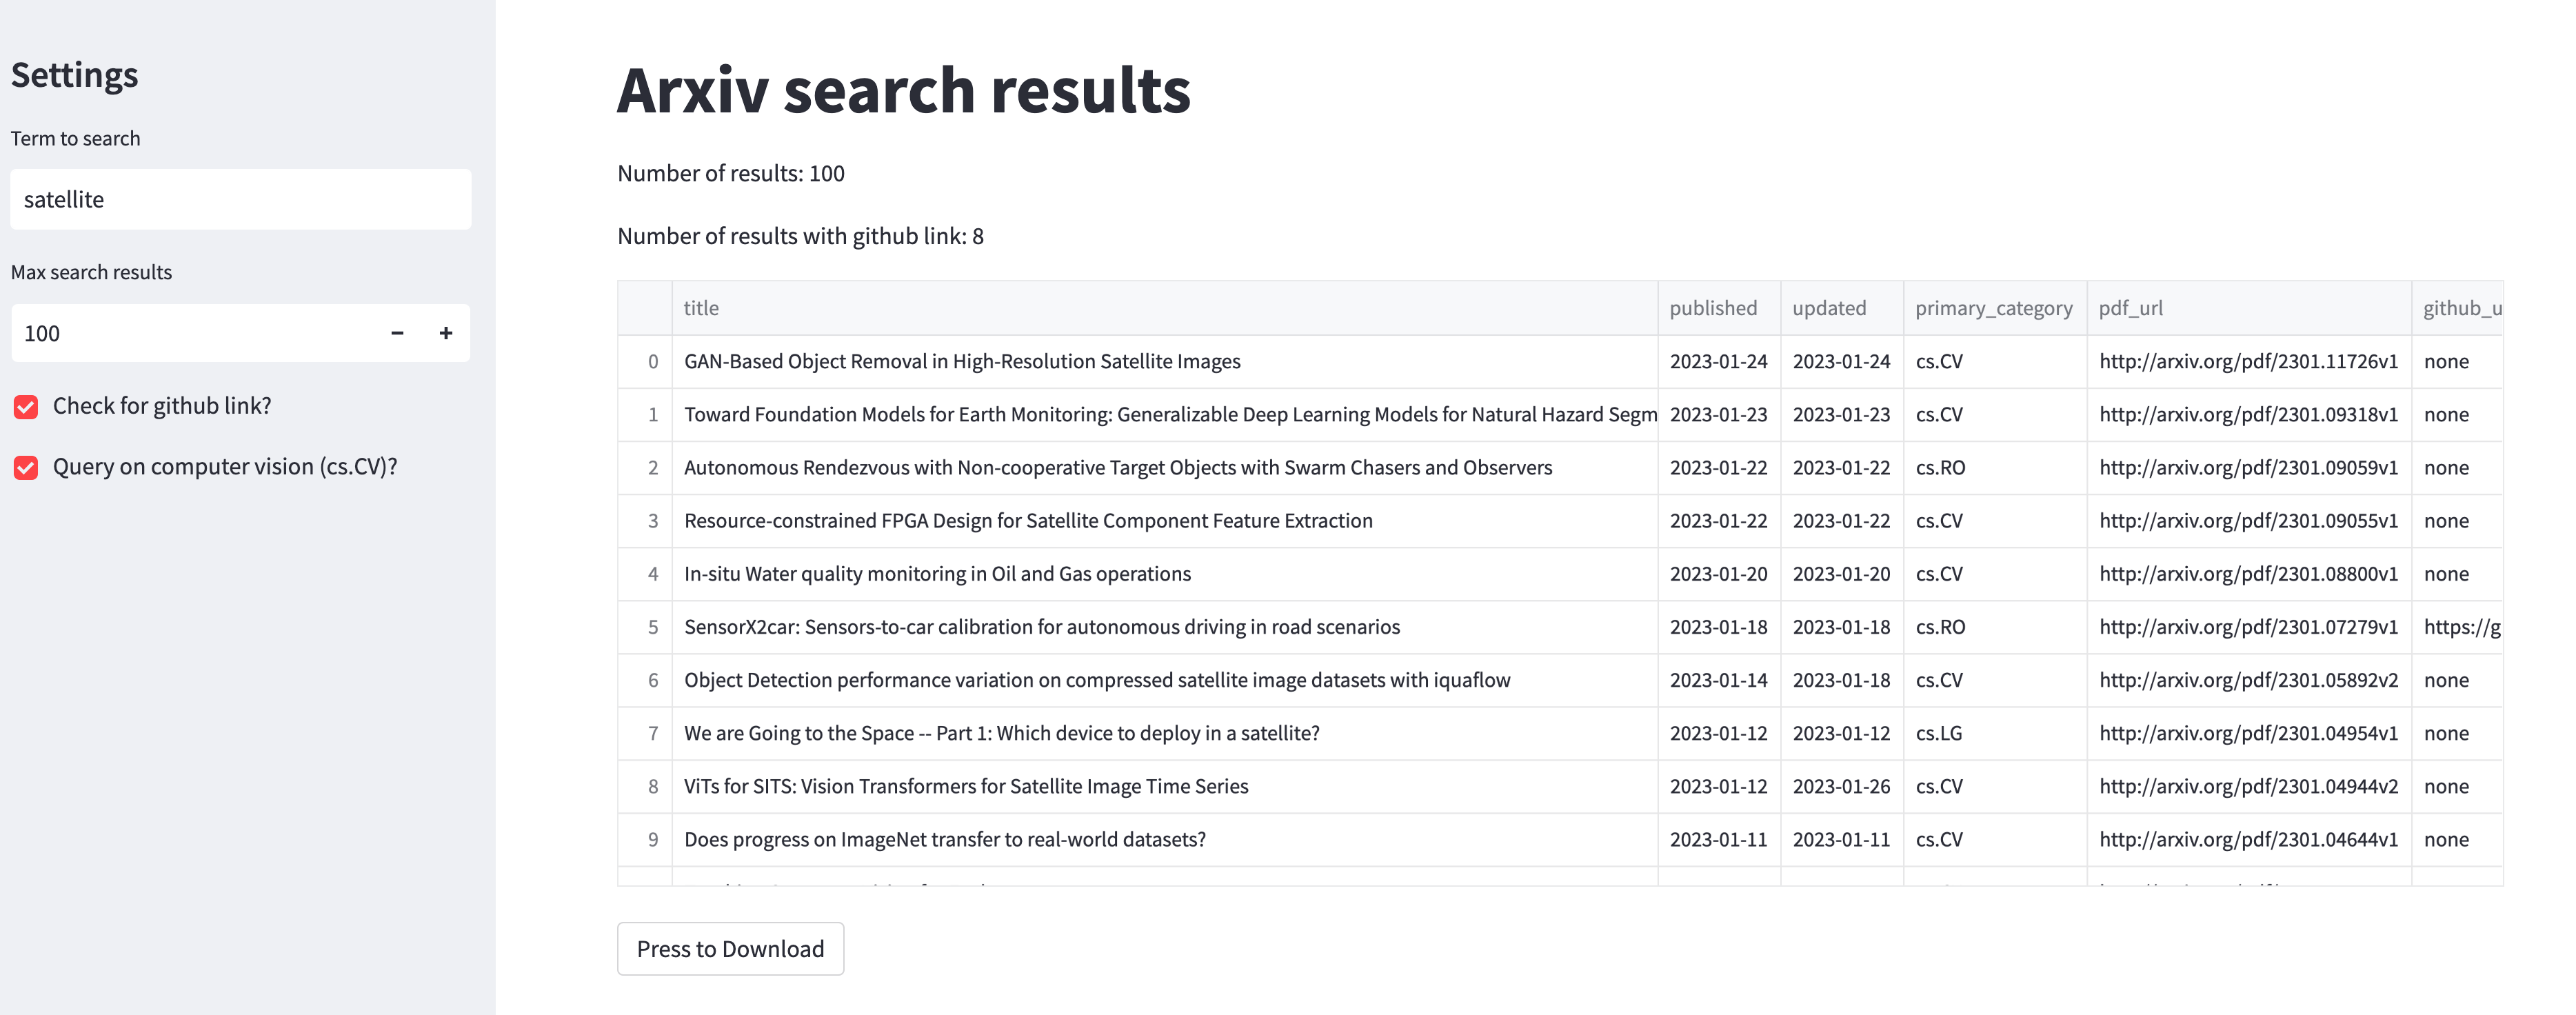 Settings
Term to search
satellite
Max search results
100 − +
Check for github link?
Query on computer vision (cs.CV)?
Arxiv search results
Number of results: 100
Number of results with github link: 8
title published updated primary_category pdf_url github_u
0 GAN-Based Object Removal in High-Resolution Satellite Images 2023-01-24 2023-01-24 cs.CV http://arxiv.org/pdf/2301.11726v1 none
1 Toward Foundation Models for Earth Monitoring: Generalizable Deep Learning Models for Natural Hazard Segm 2023-01-23 2023-01-23 cs.CV http://arxiv.org/pdf/2301.09318v1 none
2 Autonomous Rendezvous with Non-cooperative Target Objects with Swarm Chasers and Observers 2023-01-22 2023-01-22 cs.RO http://arxiv.org/pdf/2301.09059v1 none
3 Resource-constrained FPGA Design for Satellite Component Feature Extraction 2023-01-22 2023-01-22 cs.CV http://arxiv.org/pdf/2301.09055v1 none
4 In-situ Water quality monitoring in Oil and Gas operations 2023-01-20 2023-01-20 cs.CV http://arxiv.org/pdf/2301.08800v1 none
5 SensorX2car: Sensors-to-car calibration for autonomous driving in road scenarios 2023-01-18 2023-01-18 cs.RO http://arxiv.org/pdf/2301.07279v1 https://g
6 Object Detection performance variation on compressed satellite image datasets with iquaflow 2023-01-14 2023-01-18 cs.CV http://arxiv.org/pdf/2301.05892v2 none
7 We are Going to the Space -- Part 1: Which device to deploy in a satellite? 2023-01-12 2023-01-12 cs.LG http://arxiv.org/pdf/2301.04954v1 none
8 ViTs for SITS: Vision Transformers for Satellite Image Time Series 2023-01-12 2023-01-26 cs.CV http://arxiv.org/pdf/2301.04944v2 none
9 Does progress on ImageNet transfer to real-world datasets? 2023-01-11 2023-01-11 cs.CV http://arxiv.org/pdf/2301.04644v1 none
Press to Download